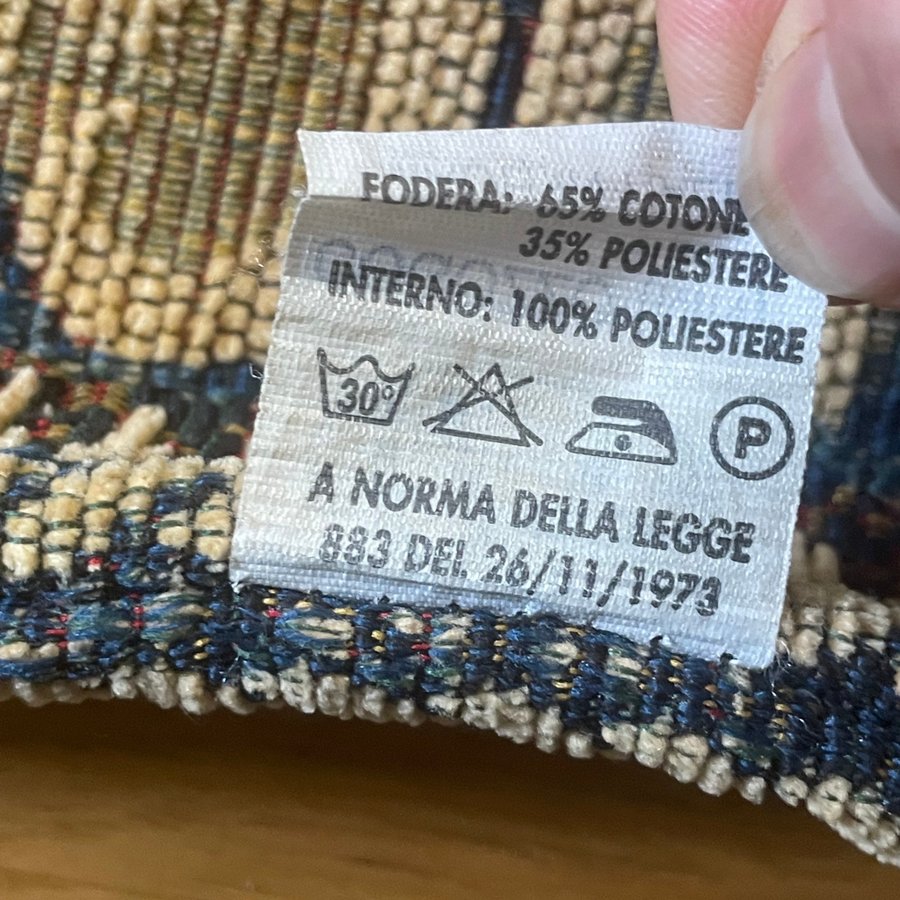 FODERA: 65% COTONE
35% POLIESTERE
INTERNO: 100% POLIESTERE
30° P
A NORMA DELLA LEGGE
883 DEL 26/11/1973